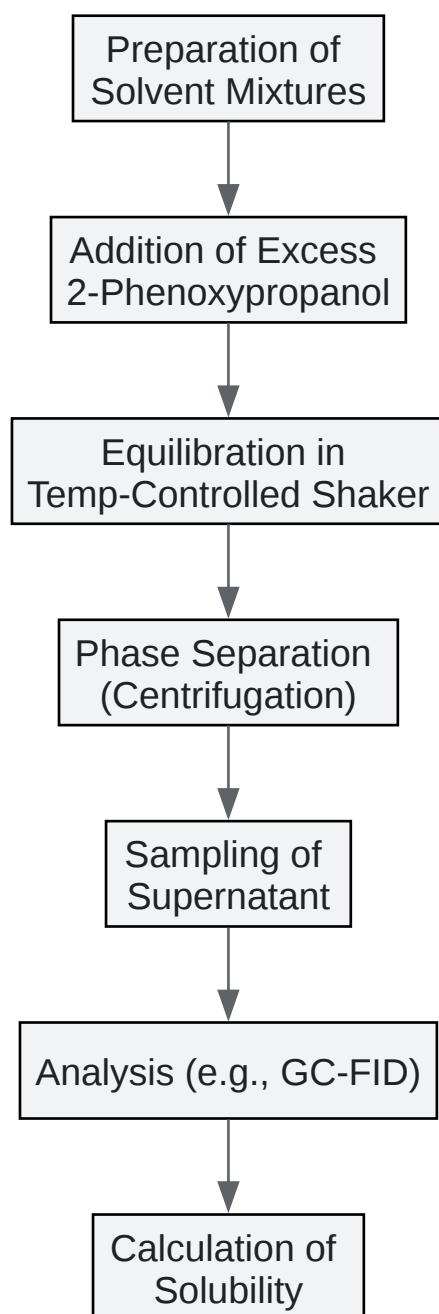 Preparation of
Solvent Mixtures
Addition of Excess
2-Phenoxypropanol
Equilibration in
Temp-Controlled Shaker
Phase Separation
(Centrifugation)
Sampling of
Supernatant
Analysis (e.g., GC-FID)
Calculation of
Solubility